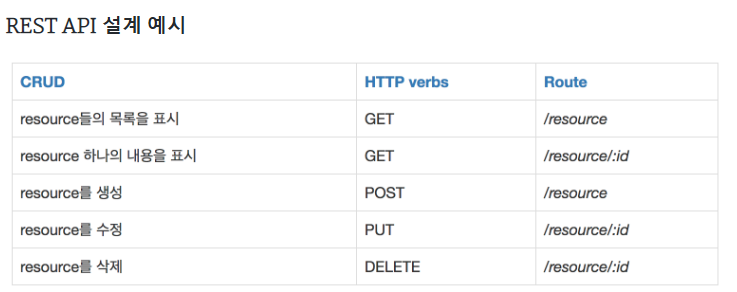 REST API 설계 예시
CRUD HTTP verbs Route
resource들의 목록을 표시 GET /resource
resource 하나의 내용을 표시 GET /resource/:id
resource를 생성 POST /resource
resource를 수정 PUT /resource/:id
resource를 삭제 DELETE /resource/:id